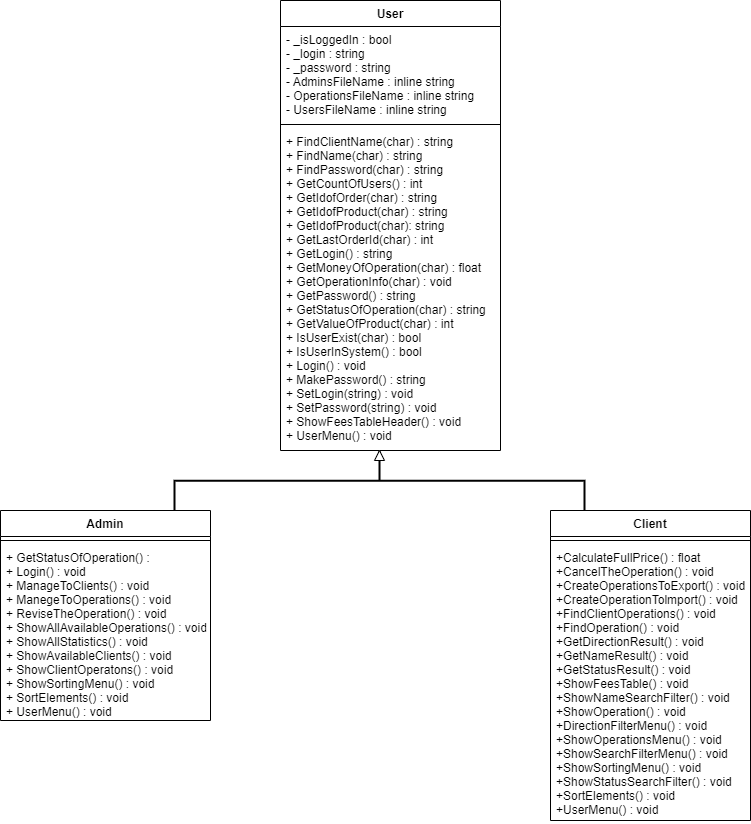 User
- _isLoggedIn : bool
- _login : string
- _password : string
- AdminsFileName : inline string
- OperationsFileName : inline string
- UsersFileName : inline string
+ FindClientName(char) : string
+ FindName(char) : string
+ FindPassword(char) : string
+ GetCountOfUsers() : int
+ GetIdofOrder(char) : string
+ GetIdofProduct(char) : string
+ GetIdofProduct(char: string
+ GetLastOrderId(char) : int
+ GetLogin() : string
+ GetMoneyOfOperation(char) : float
+ GetOperationInfo(char) : void
+ GetPassword() : string
+ GetStatusOfOperation(char) : string
+ GetValueOfProduct(char) : int
+ IsUserExist(char) : bool
+ IsUserInSystem() : bool
+ Login() : void
+ MakePassword() : string
+ SetLogin(string) : void
+ SetPassword(string) : void
+ ShowFeesTableHeader() : void
+ UserMenu() : void
Admin
+ GetStatusOfOperation() :
+ Login() : void
+ ManageToClients() : void
+ ManegeToOperations() : void
+ ReviseTheOperation() : void
+ ShowAllAvailableOperations() : void
+ ShowAllStatistics() : void
+ ShowAvailableClients() : void
+ ShowClientOperatons() : void
+ ShowSortingMenu() : void
+ SortElements() : void
+ UserMenu() : void
Client
+CalculateFullPrice() : float
+CancelTheOperation() : void
+CreateOperationsToExport() : void
+CreateOperationToImport() : void
+FindClientOperations() : void
+FindOperation() : void
+GetDirectionResult() : void
+GetNameResult() : void
+GetStatusResult() : void
+ShowFeesTable() : void
+ShowNameSearchFilter() : void
+ShowOperation() : void
+DirectionFilterMenu() : void
+ShowOperationsMenu() : void
+ShowSearchFilterMenu() : void
+ShowSortingMenu() : void
+ShowStatusSearchFilter() : void
+SortElements() : void
+UserMenu() : void